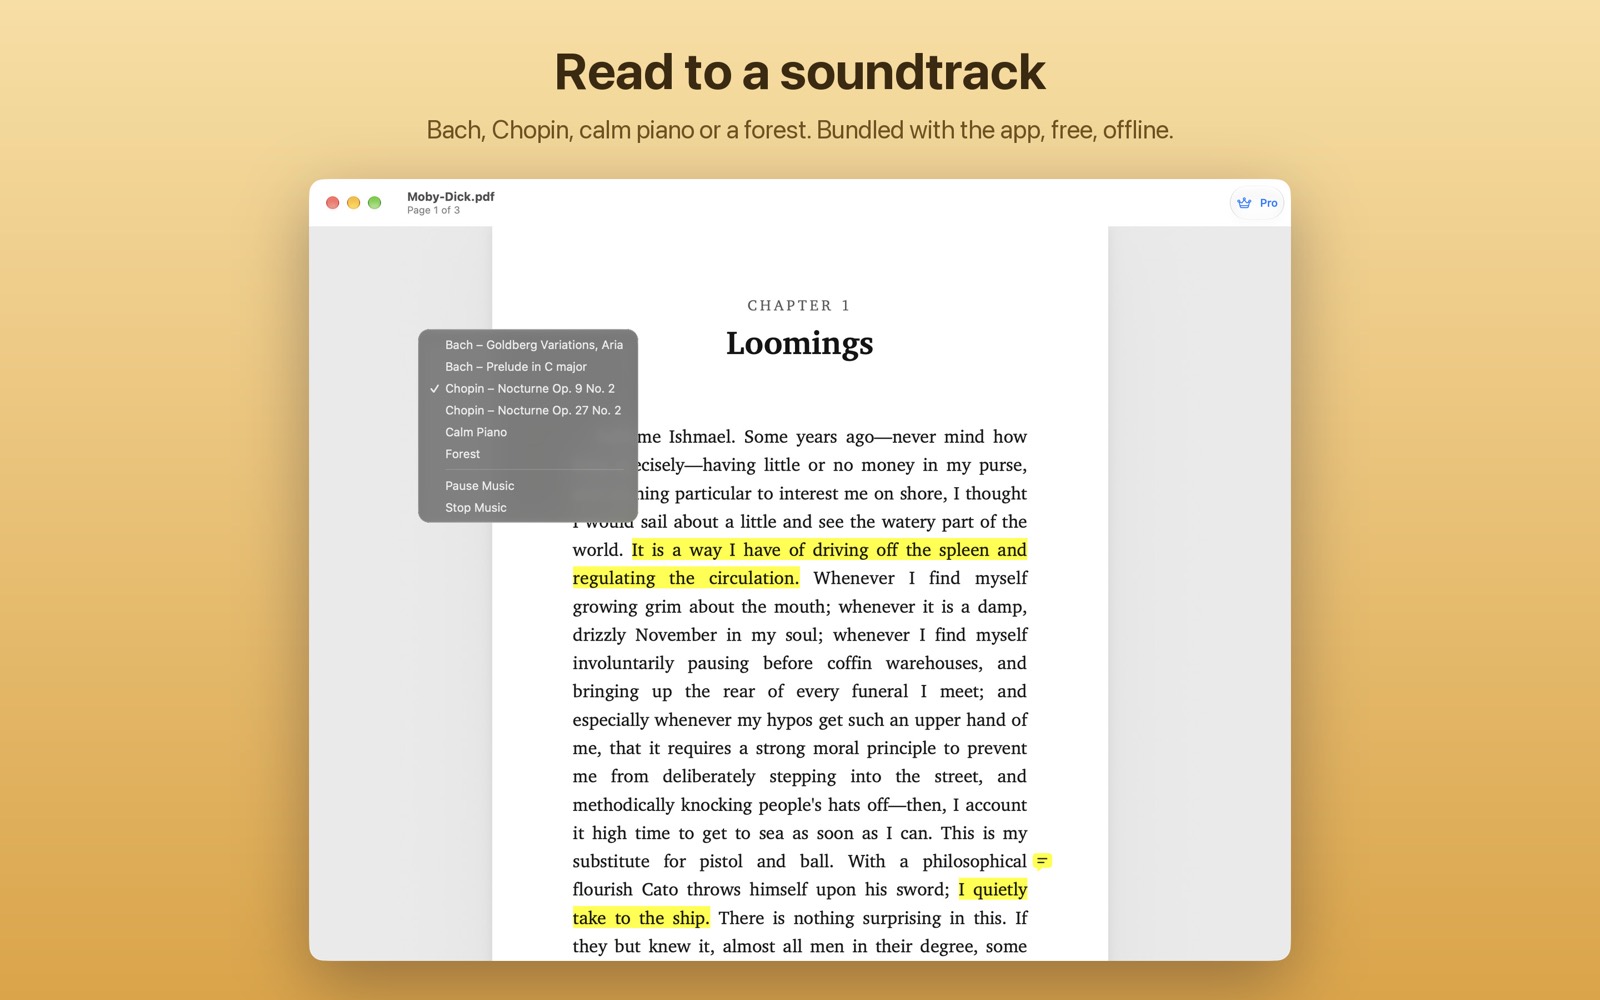 Read to a soundtrack
Bach, Chopin, calm piano or a forest. Bundled with the app, free, offline.
Moby-Dick.pdf
Page 1 of 3
Pro
CHAPTER 1
Loomings
Bach – Goldberg Variations, Aria
Bach – Prelude in C major
Chopin – Nocturne Op. 9 No. 2
Chopin – Nocturne Op. 27 No. 2
Calm Piano
Forest
Pause Music
Stop Music
me Ishmael. Some years ago—never mind how
ecisely—having little or no money in my purse,
ning particular to interest me on shore, I thought
I would sail about a little and see the watery part of the
world. It is a way I have of driving off the spleen and
regulating the circulation. Whenever I find myself
growing grim about the mouth; whenever it is a damp,
drizzly November in my soul; whenever I find myself
involuntarily pausing before coffin warehouses, and
bringing up the rear of every funeral I meet; and
especially whenever my hypos get such an upper hand of
me, that it requires a strong moral principle to prevent
me from deliberately stepping into the street, and
methodically knocking people's hats off—then, I account
it high time to get to sea as soon as I can. This is my
substitute for pistol and ball. With a philosophical
flourish Cato throws himself upon his sword; I quietly
take to the ship. There is nothing surprising in this. If
they but knew it, almost all men in their degree, some